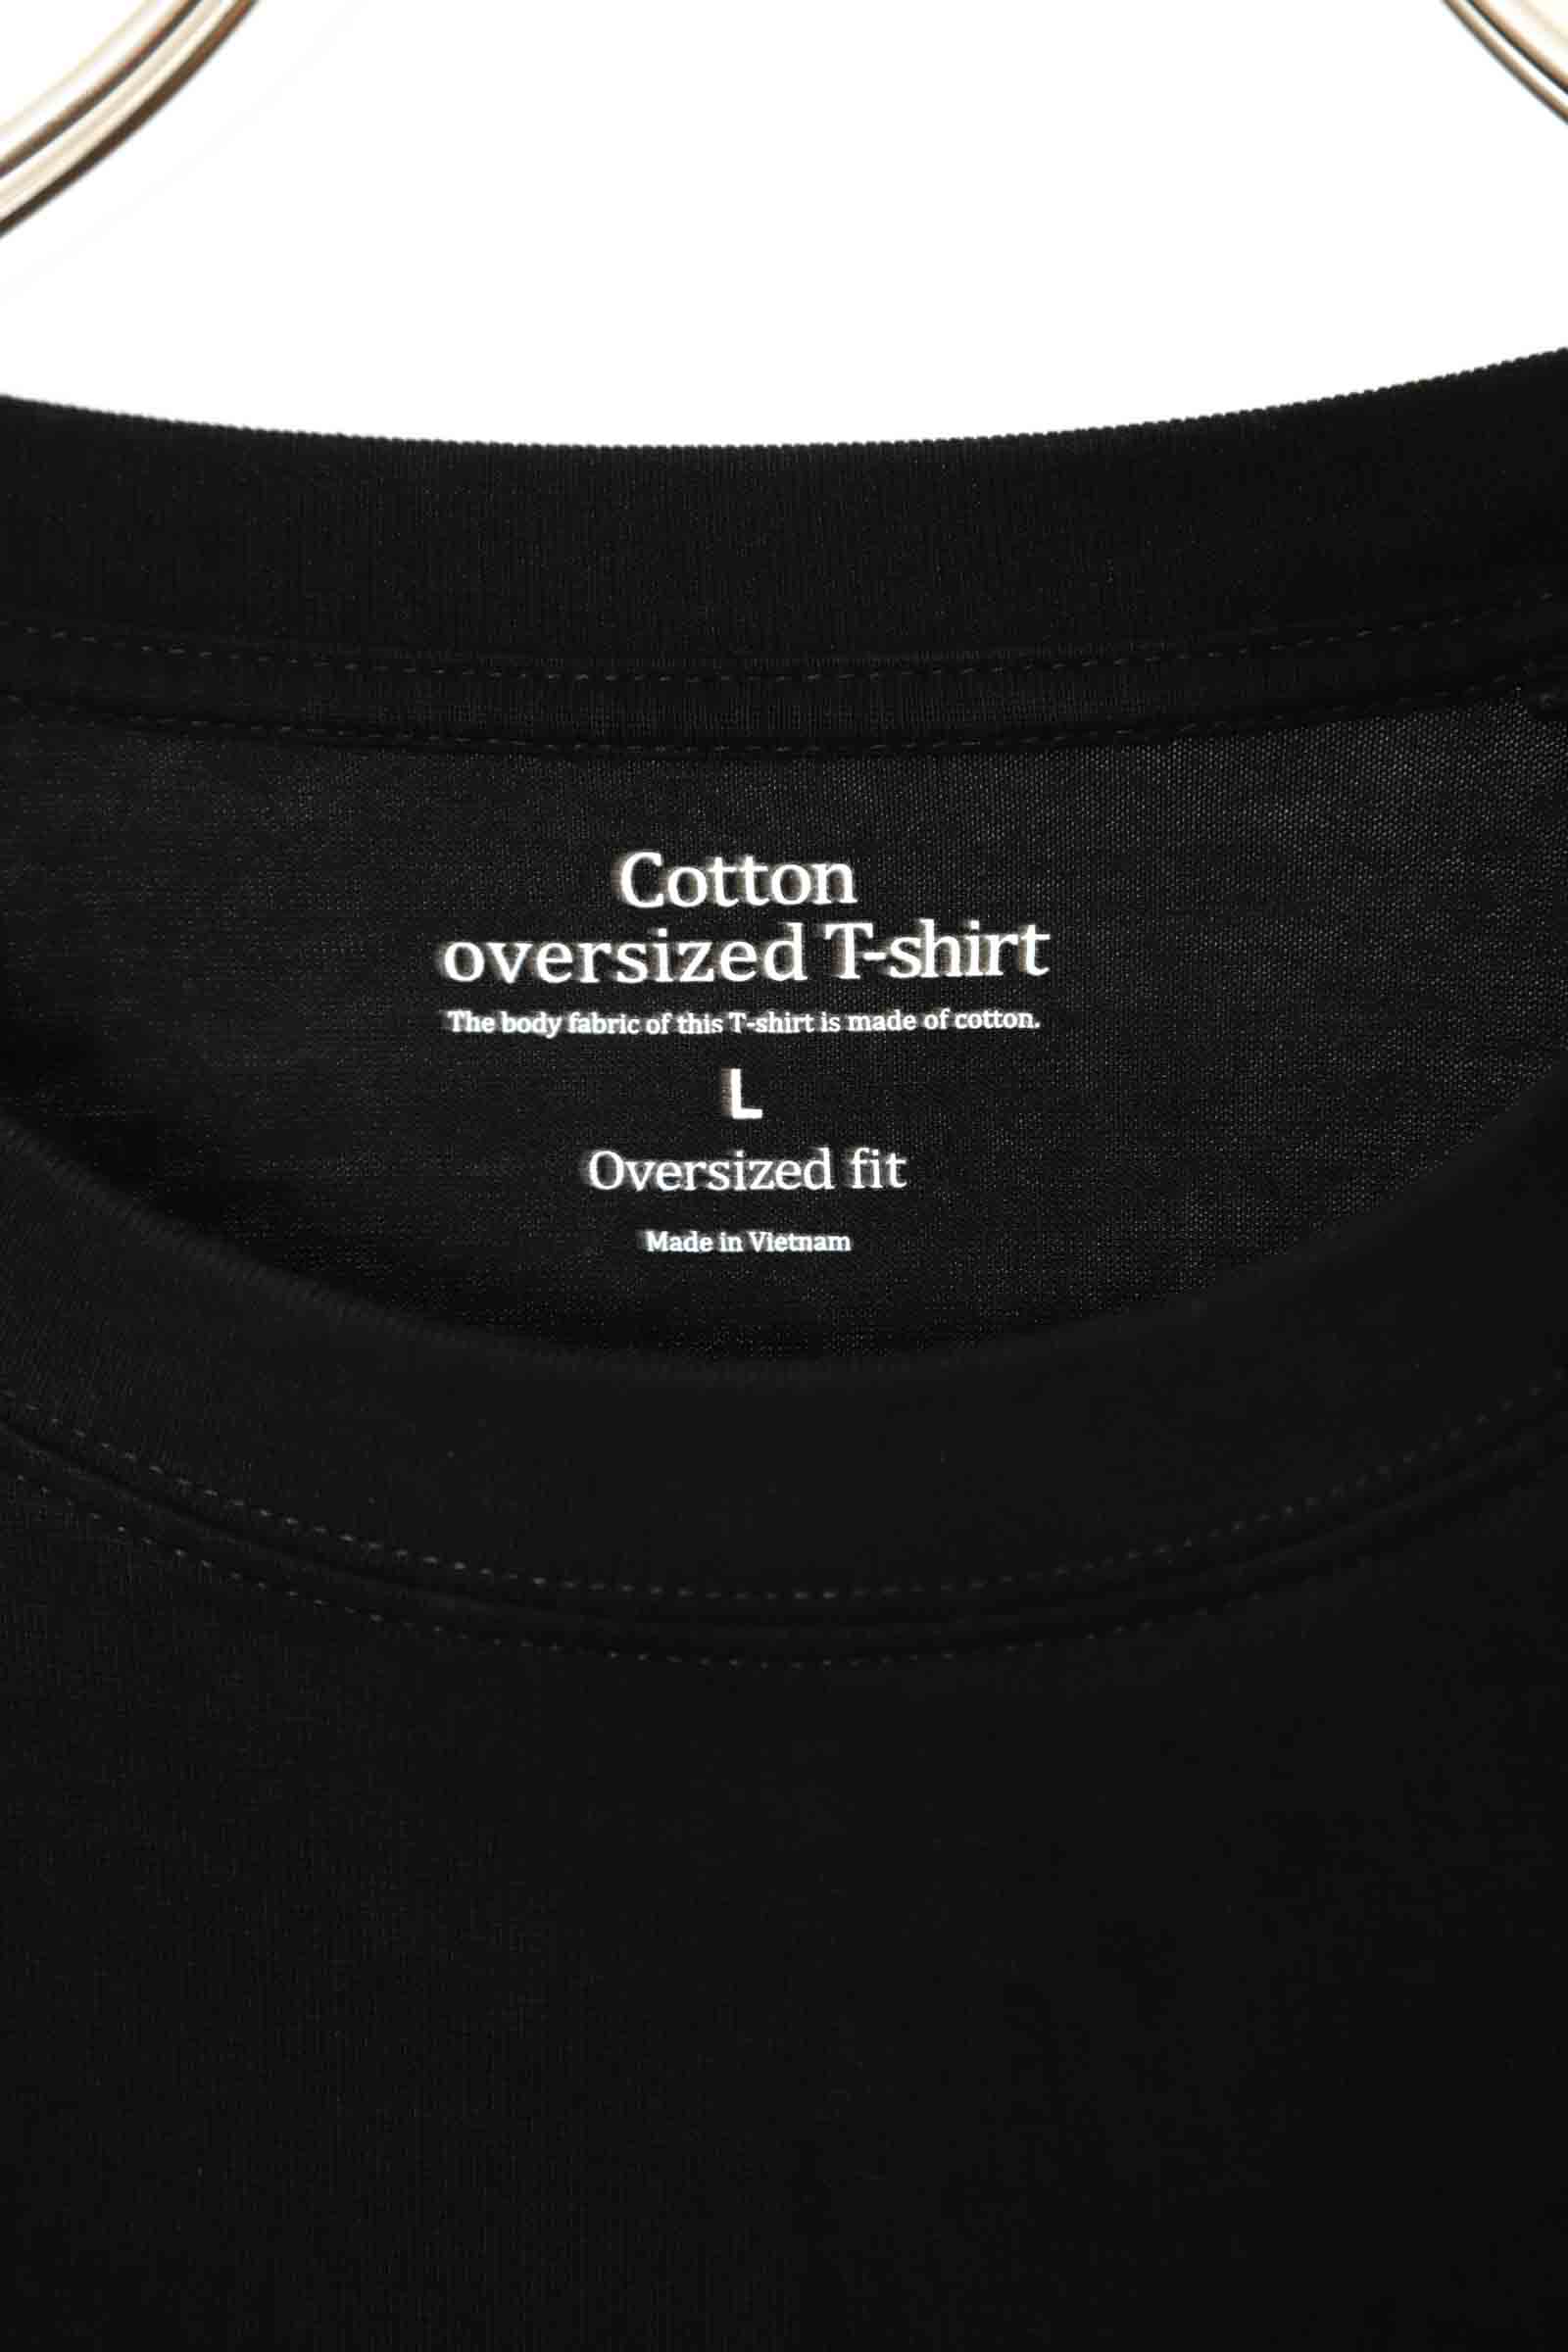 Cotton
oversized T-shirt
The body fabric of this T-shirt is made of cotton.
L
Oversized fit
Made in Vietnam